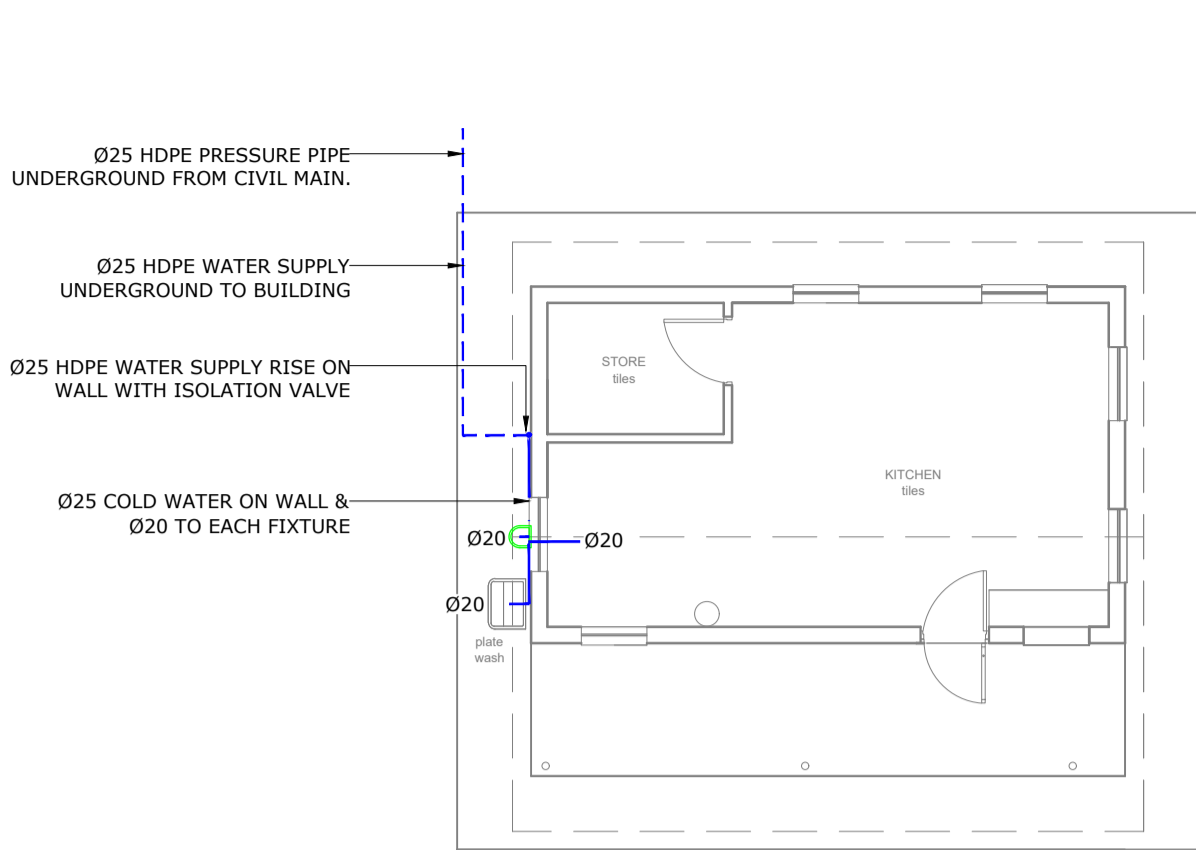 Ø25 HDPE PRESSURE PIPE
UNDERGROUND FROM CIVIL MAIN.
Ø25 HDPE WATER SUPPLY
UNDERGROUND TO BUILDING
Ø25 HDPE WATER SUPPLY RISE ON
WALL WITH ISOLATION VALVE
Ø25 COLD WATER ON WALL &
Ø20 TO EACH FIXTURE
STORE
tiles
KITCHEN
tiles
Ø20
Ø20
Ø20
plate
wash